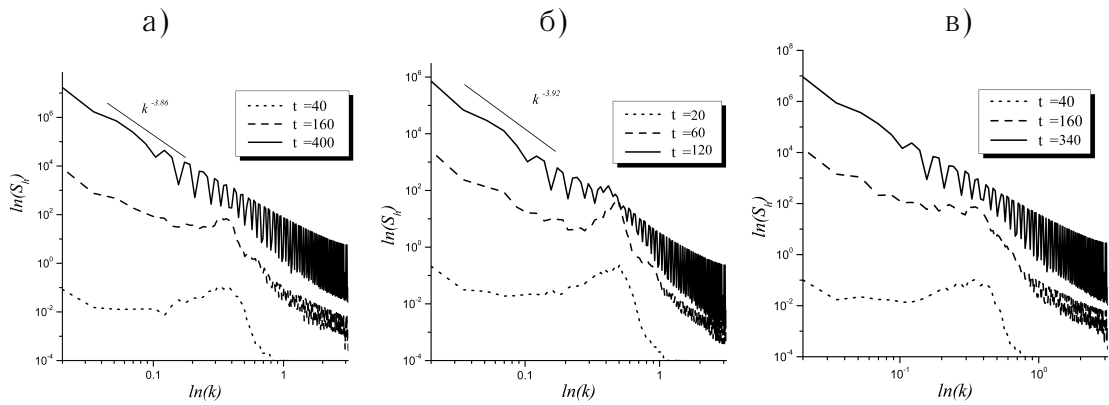 а)
б)
в)
ln(S_h)
10^6
10^4
10^2
10^0
10^-2
10^-4
k^-3.86
t =40
t =160
t =400
0.1
1
ln(k)
ln(S_h)
10^6
10^4
10^2
10^0
10^-2
10^-4
k^-3.92
t =20
t =60
t =120
0.1
1
ln(k)
ln(S_h)
10^8
10^6
10^4
10^2
10^0
10^-2
10^-4
t =40
t =160
t =340
10^-1
10^0
ln(k)